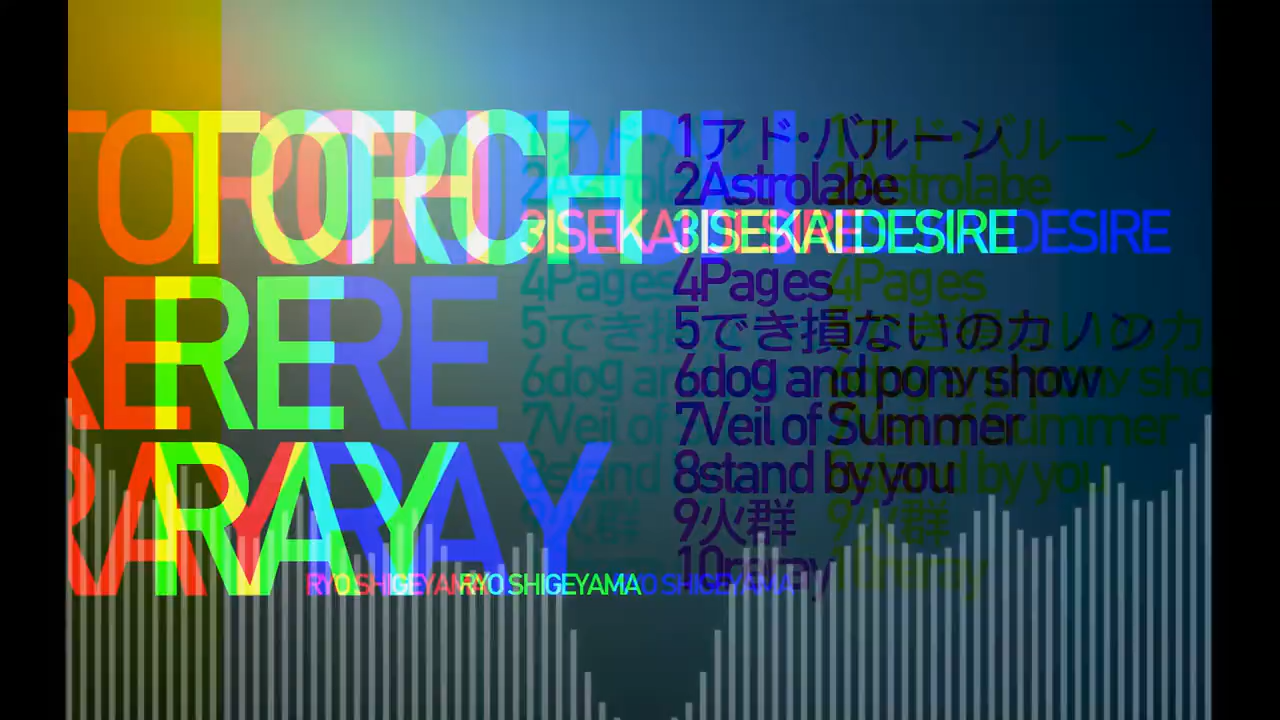 TORCH
RE
RAY
RYO SHIGEYAMA
1アド・バルーン
2Astrolabe
3ISEKAI DESIRE
4Pages
5でき損ないのカノン
6dog and pony show
7Veil of Summer
8stand by you
9火群